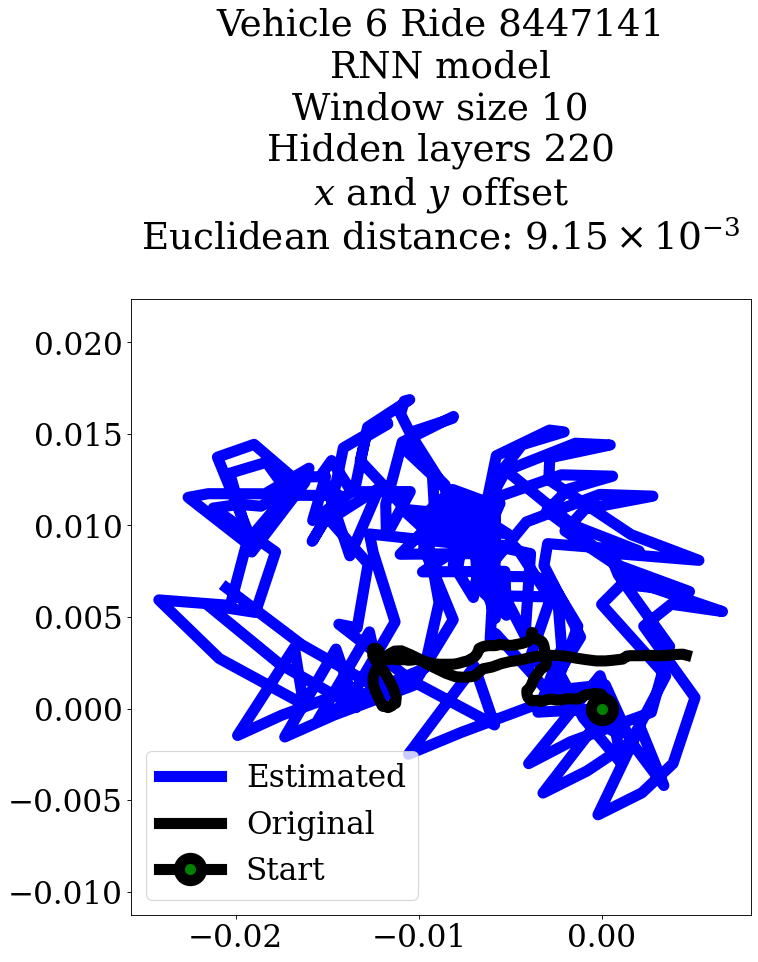 Vehicle 6 Ride 8447141
RNN model
Window size 10
Hidden layers 220
x and y offset
Euclidean distance: 9.15 × 10⁻³
0.020
0.015
0.010
0.005
0.000
−0.005
−0.010
Estimated
Original
Start
−0.02
−0.01
0.00